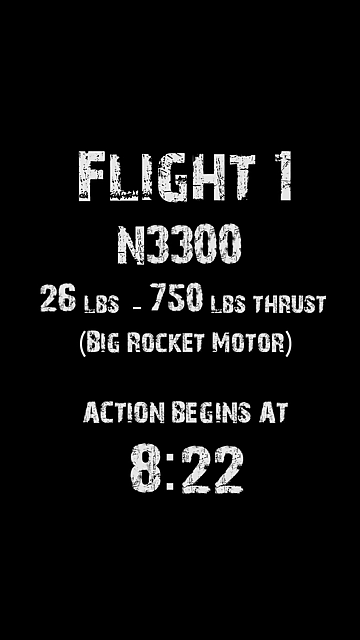 Flight 1
N3300
26 lbs - 750 lbs thrust
(Big Rocket Motor)
Action Begins At
8:22